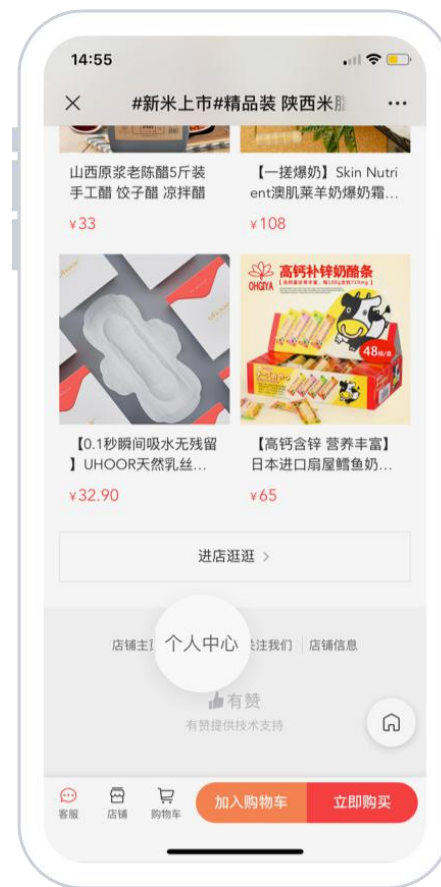 14:55
#新米上市#精品装 陕西米脂
山西原浆老陈醋5斤装
手工醋 饺子醋 凉拌醋
¥33
【一搓爆奶】Skin Nutri
ent澳肌莱羊奶爆奶霜...
¥108
OHGIYA
高钙补锌奶酪条
48
【0.1秒瞬间吸水无残留
】UHOOR天然乳丝...
¥32.90
【高钙含锌 营养丰富】
日本进口扇屋鳕鱼奶...
¥65
进店逛逛 >
店铺主页 个人中心 关注我们 店铺信息
有赞
有赞提供技术支持
客服 店铺 购物车 加入购物车 立即购买